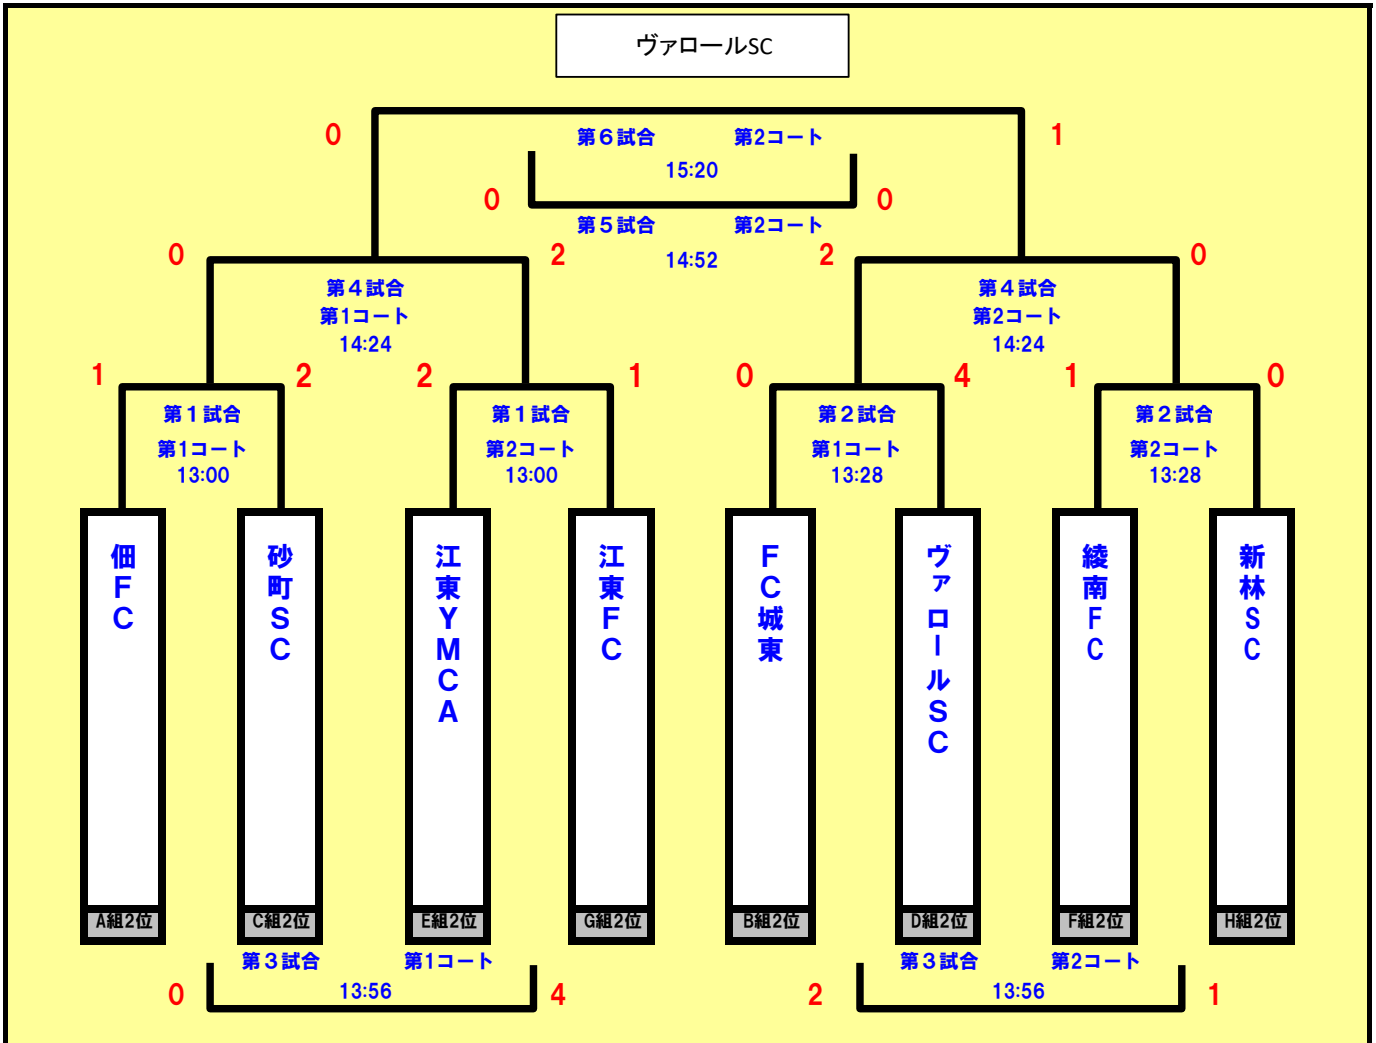 ヴァロールSC
0
1
第6試合 第2コート
15:20
0
0
第5試合 第2コート
14:52
0
2
2
0
第4試合
第1コート
14:24
第4試合
第2コート
14:24
1
2
2
1
0
4
1
0
第1試合
第1コート
13:00
第1試合
第2コート
13:00
第2試合
第1コート
13:28
第2試合
第2コート
13:28
佃FC
砂町SC
江東YMCA
江東FC
FC城東
ヴァロールSC
綾南FC
新林SC
A組2位
C組2位
E組2位
G組2位
B組2位
D組2位
F組2位
H組2位
第3試合 第1コート
0
13:56
4
第3試合 第2コート
2
13:56
1